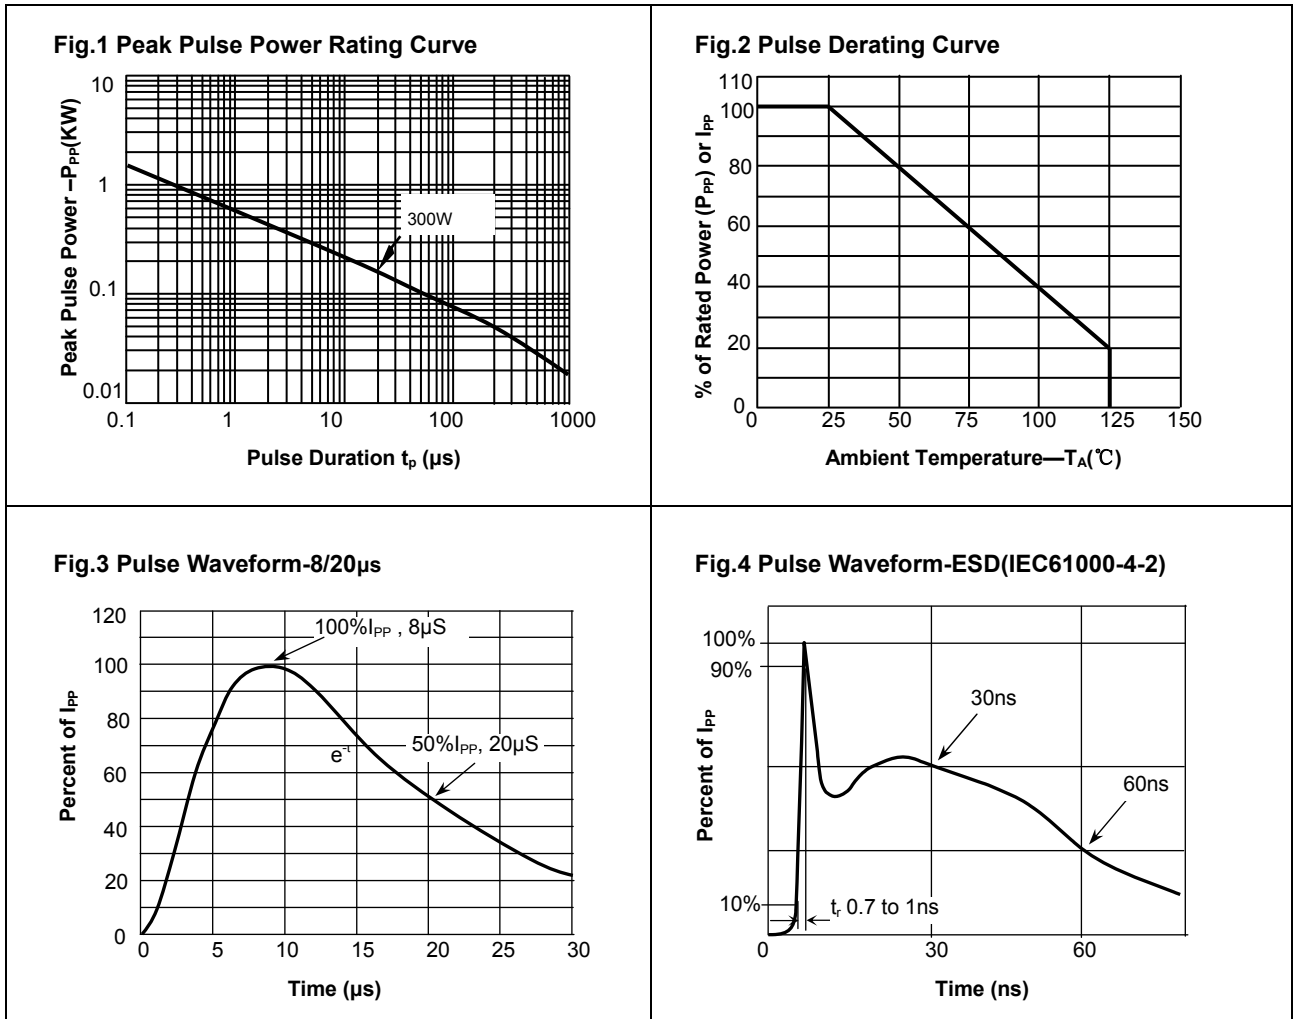 Fig.1 Peak Pulse Power Rating Curve
Peak Pulse Power –PPP(KW)
10
1
0.1
0.01
300W
0.1 1 10 100 1000
Pulse Duration tp (µs)
Fig.2 Pulse Derating Curve
% of Rated Power (PPP) or IPP
110
100
80
60
40
20
0
25 50 75 100 125 150
Ambient Temperature—TA(℃)
Fig.3 Pulse Waveform-8/20µs
Percent of IPP
120
100
80
60
40
20
0
100%IPP , 8µS
e-t
50%IPP, 20µS
0 5 10 15 20 25 30
Time (µs)
Fig.4 Pulse Waveform-ESD(IEC61000-4-2)
Percent of IPP
100%
90%
10%
30ns
60ns
tr 0.7 to 1ns
0 30 60
Time (ns)